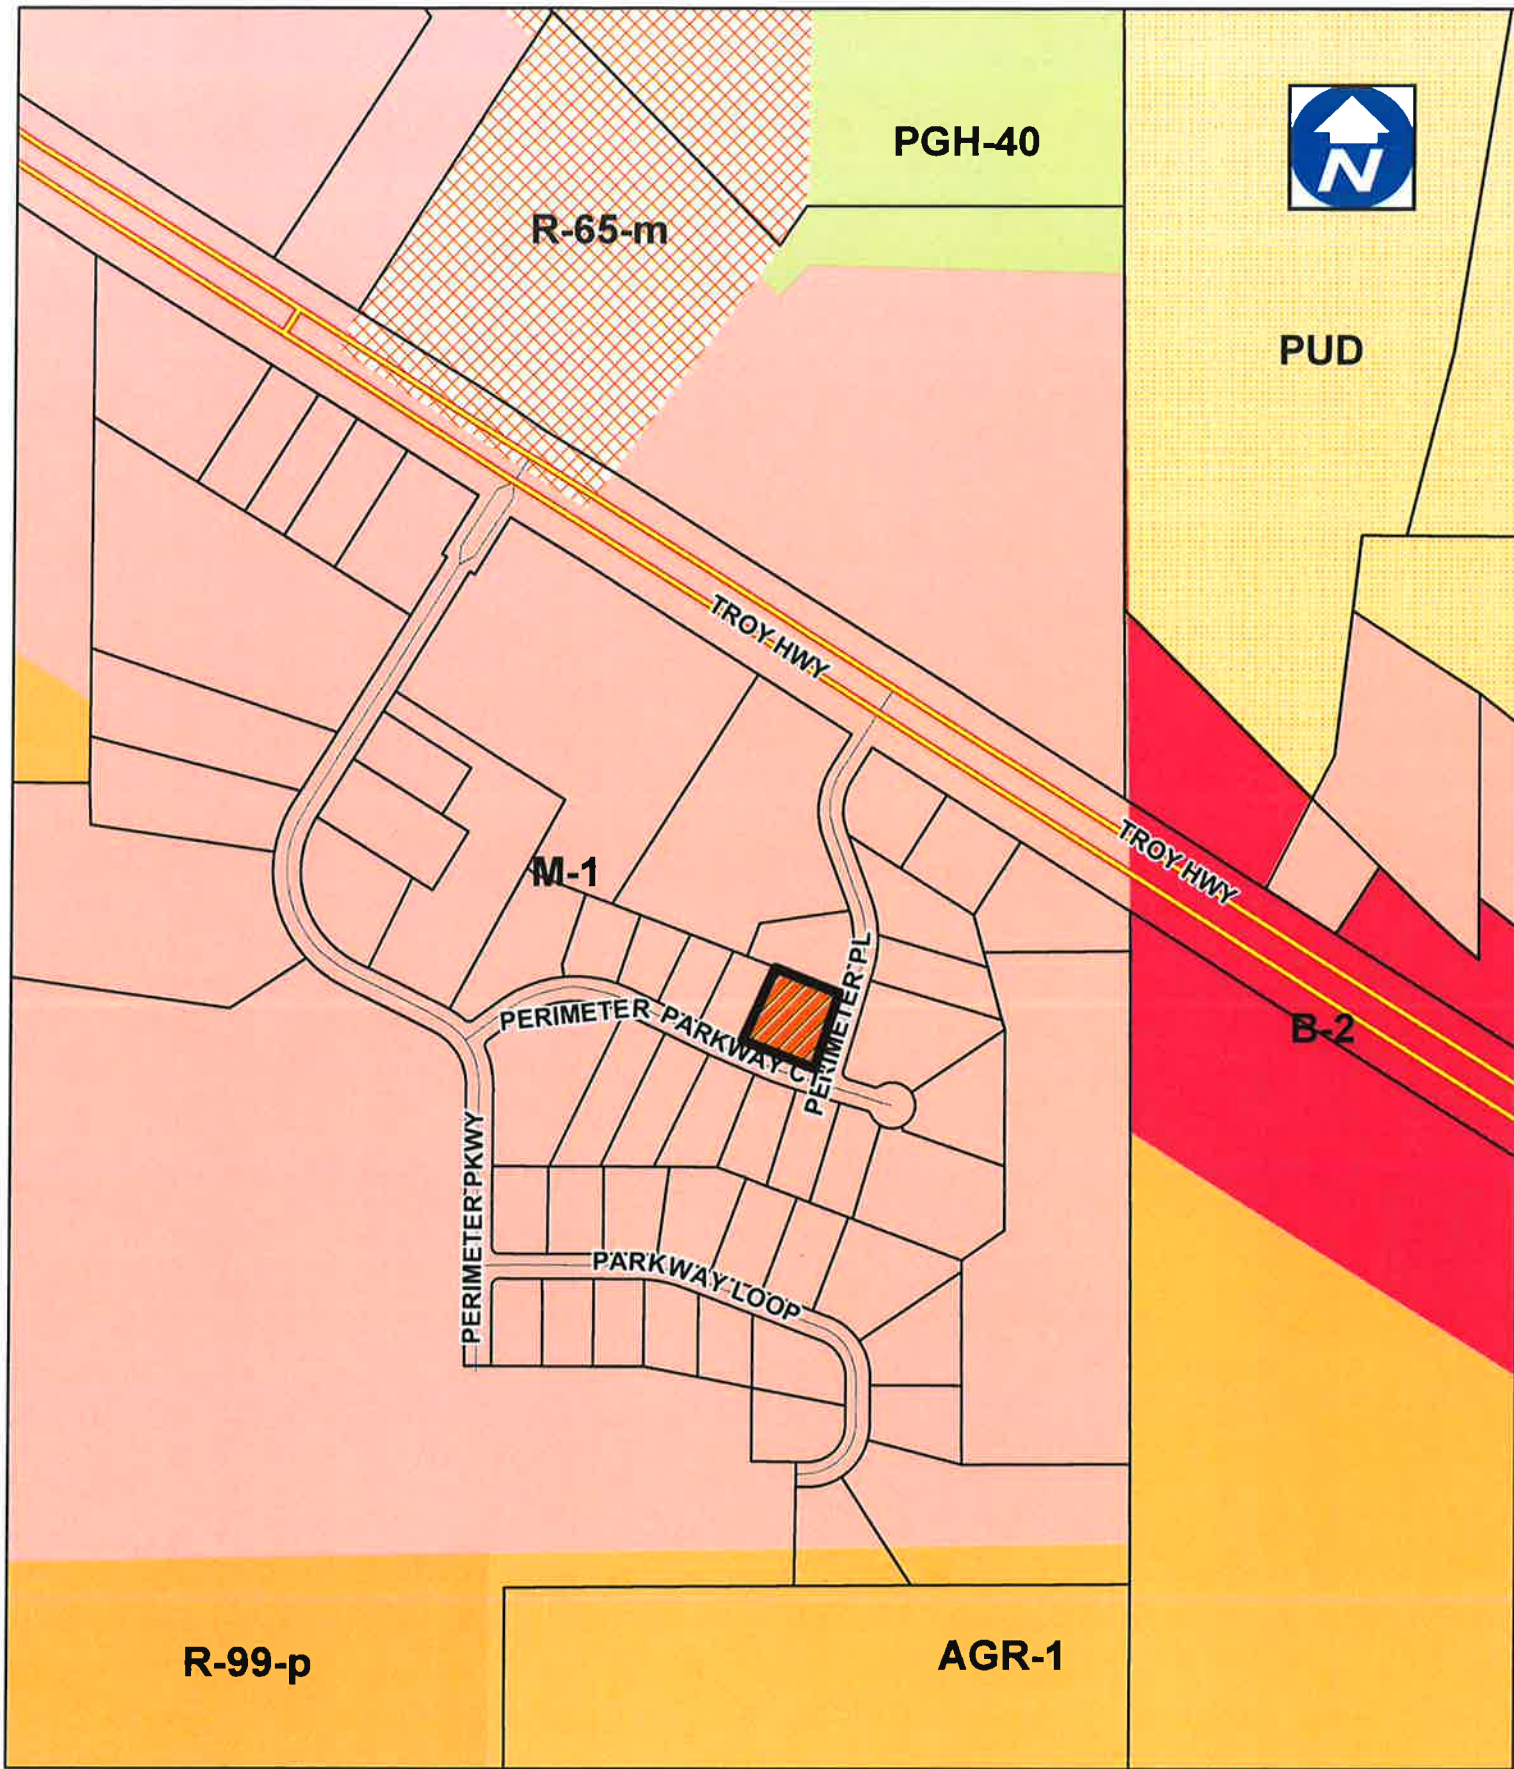 PGH-40
N
R-65-m
PUD
TROY HWY
TROY HWY
M-1
PERIMETER PL
PERIMETER PARKWAY CT
B-2
PERIMETER PKWY
PARKWAY LOOP
R-99-p
AGR-1